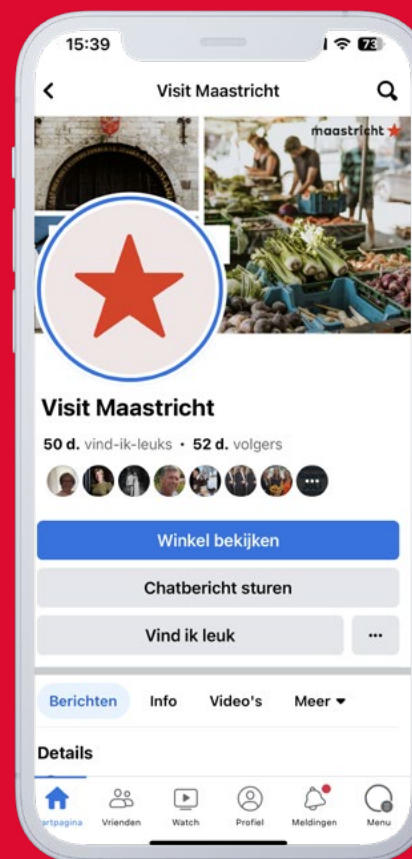 15:39
73
Visit Maastricht
maastricht
Visit Maastricht
50 d. vind-ik-leuks • 52 d. volgers
Winkel bekijken
Chatbericht sturen
Vind ik leuk
Berichten Info Video's Meer
Details
artpagina Vrienden Watch Profiel Meldingen Menu